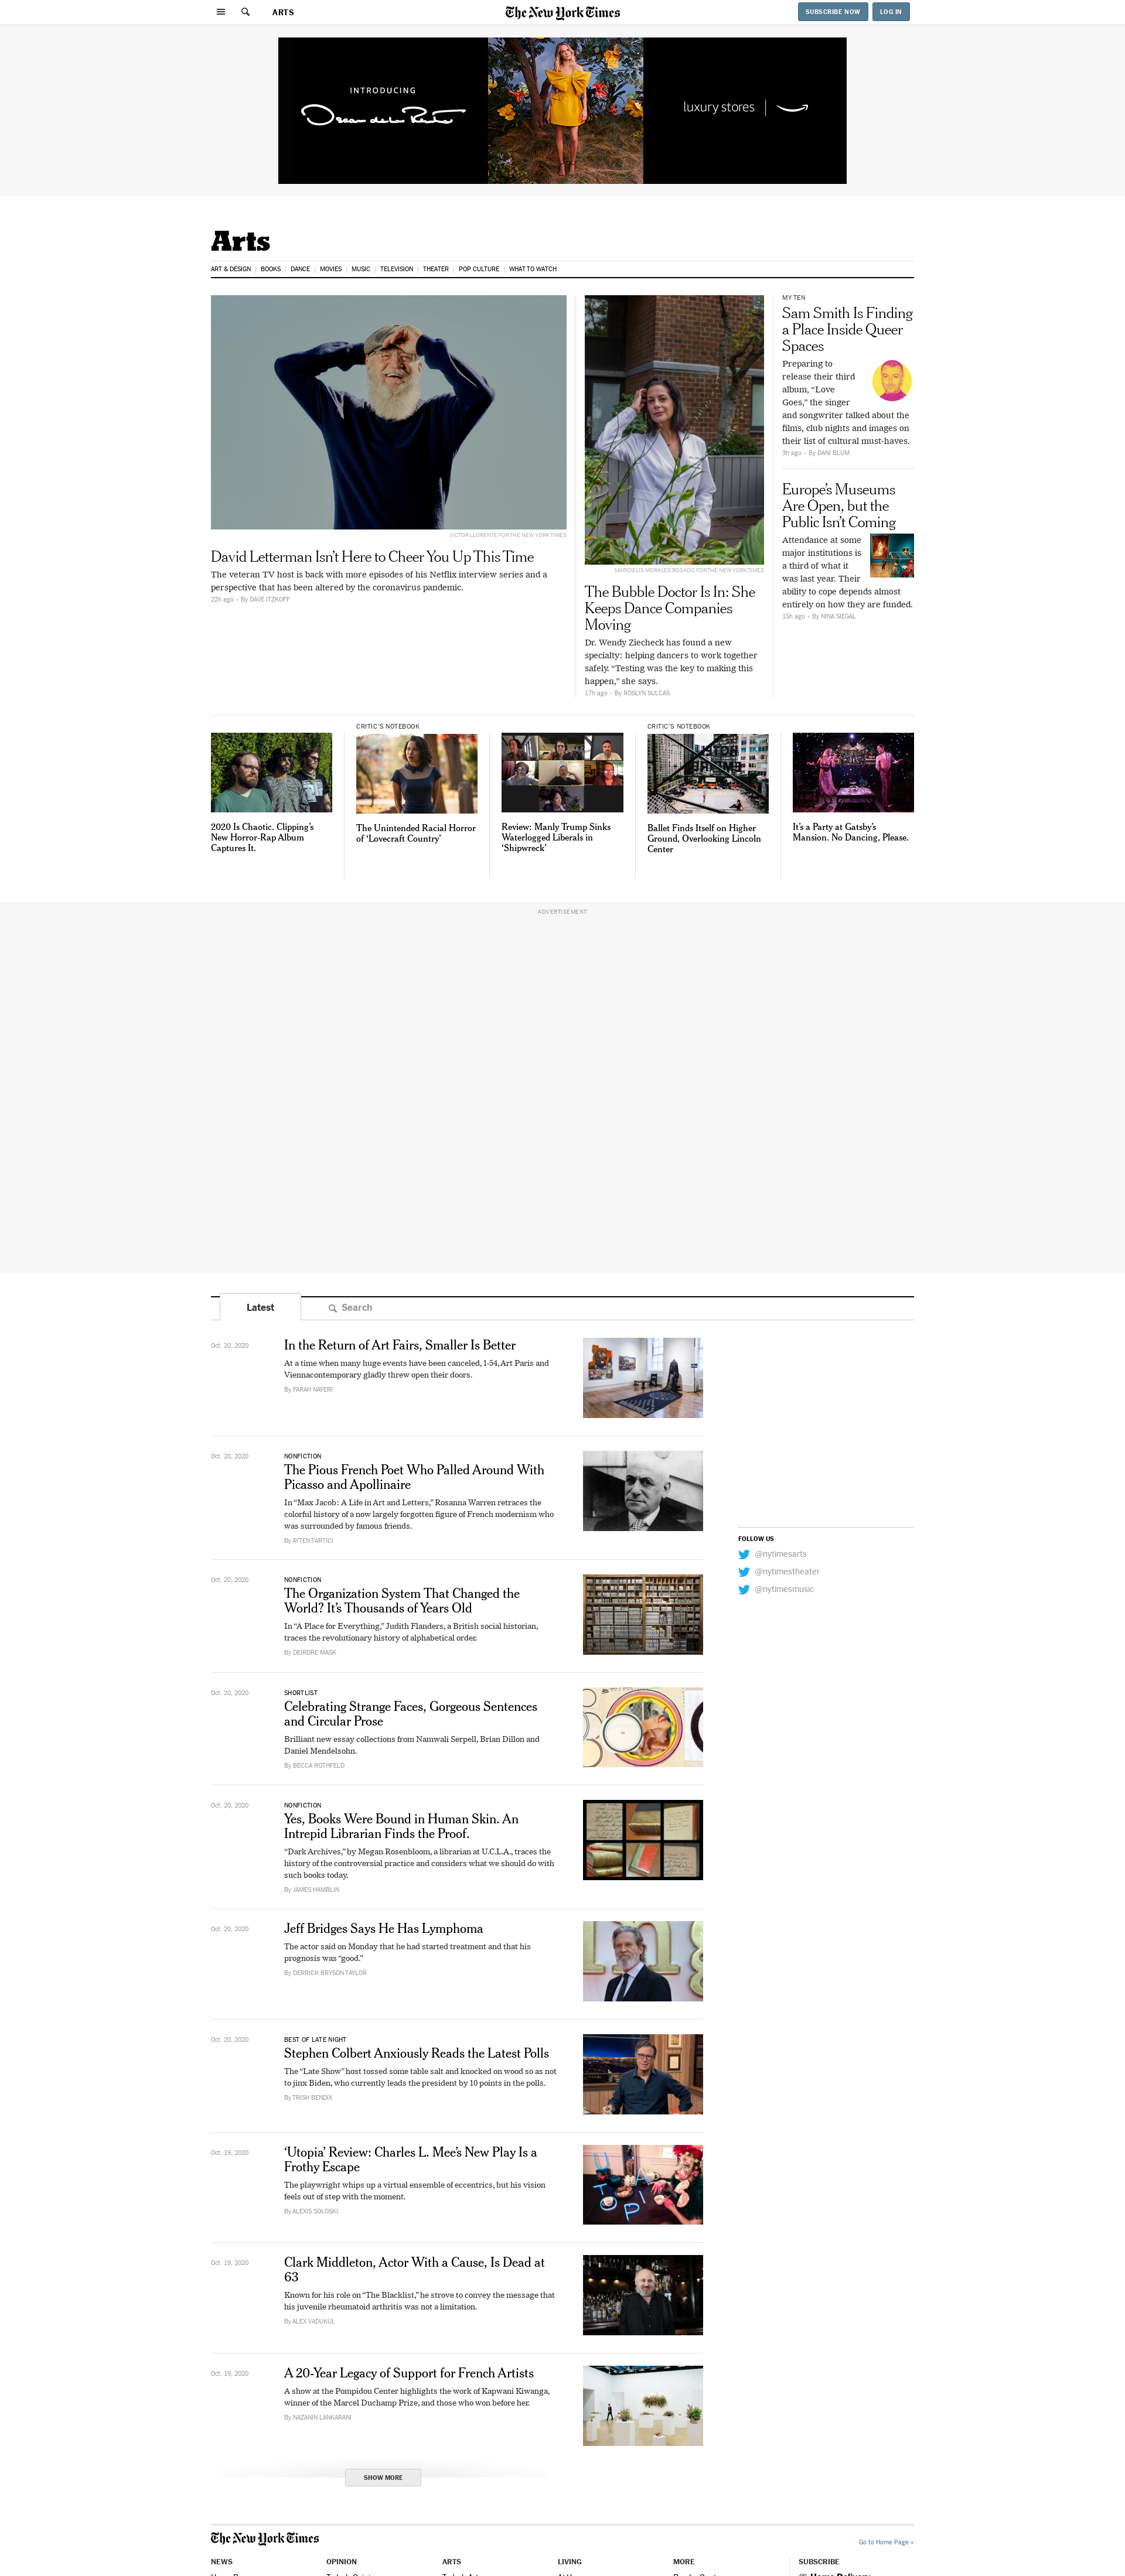 ARTS
The New York Times
SUBSCRIBE NOW
LOG IN
INTRODUCING
Oscar de la Renta
luxury stores
Arts
ART & DESIGN
BOOKS
DANCE
MOVIES
MUSIC
TELEVISION
THEATER
POP CULTURE
WHAT TO WATCH
VICTOR LLORENTE FOR THE NEW YORK TIMES
David Letterman Isn’t Here to Cheer You Up This Time
The veteran TV host is back with more episodes of his Netflix interview series and a
perspective that has been altered by the coronavirus pandemic.
22h ago • By DAVE ITZKOFF
MARIDELIS MORALES ROSADO FOR THE NEW YORK TIMES
The Bubble Doctor Is In: She
Keeps Dance Companies
Moving
Dr. Wendy Ziecheck has found a new
specialty: helping dancers to work together
safely. “Testing was the key to making this
happen,” she says.
17h ago • By ROSLYN SULCAS
MY TEN
Sam Smith Is Finding
a Place Inside Queer
Spaces
Preparing to
release their third
album, “Love
Goes,” the singer
and songwriter talked about the
films, club nights and images on
their list of cultural must-haves.
3h ago • By DANI BLUM
Europe’s Museums
Are Open, but the
Public Isn’t Coming
Attendance at some
major institutions is
a third of what it
was last year. Their
ability to cope depends almost
entirely on how they are funded.
15h ago • By NINA SIEGAL
2020 Is Chaotic. Clipping’s
New Horror-Rap Album
Captures It.
CRITIC’S NOTEBOOK
The Unintended Racial Horror
of ‘Lovecraft Country’
Review: Manly Trump Sinks
Waterlogged Liberals in
‘Shipwreck’
CRITIC’S NOTEBOOK
Ballet Finds Itself on Higher
Ground, Overlooking Lincoln
Center
It’s a Party at Gatsby’s
Mansion. No Dancing, Please.
ADVERTISEMENT
Latest
Search
Oct. 20, 2020
In the Return of Art Fairs, Smaller Is Better
At a time when many huge events have been canceled, 1-54, Art Paris and
Viennacontemporary gladly threw open their doors.
By FARAH NAYERI
Oct. 20, 2020
NONFICTION
The Pious French Poet Who Palled Around With
Picasso and Apollinaire
In “Max Jacob: A Life in Art and Letters,” Rosanna Warren retraces the
colorful history of a now largely forgotten figure of French modernism who
was surrounded by famous friends.
By AYTEN TARTICI
Oct. 20, 2020
NONFICTION
The Organization System That Changed the
World? It’s Thousands of Years Old
In “A Place for Everything,” Judith Flanders, a British social historian,
traces the revolutionary history of alphabetical order.
By DEIRDRE MASK
Oct. 20, 2020
SHORTLIST
Celebrating Strange Faces, Gorgeous Sentences
and Circular Prose
Brilliant new essay collections from Namwali Serpell, Brian Dillon and
Daniel Mendelsohn.
By BECCA ROTHFELD
Oct. 20, 2020
NONFICTION
Yes, Books Were Bound in Human Skin. An
Intrepid Librarian Finds the Proof.
“Dark Archives,” by Megan Rosenbloom, a librarian at U.C.L.A., traces the
history of the controversial practice and considers what we should do with
such books today.
By JAMES HAMBLIN
Oct. 20, 2020
Jeff Bridges Says He Has Lymphoma
The actor said on Monday that he had started treatment and that his
prognosis was “good.”
By DERRICK BRYSON TAYLOR
Oct. 20, 2020
BEST OF LATE NIGHT
Stephen Colbert Anxiously Reads the Latest Polls
The “Late Show” host tossed some table salt and knocked on wood so as not
to jinx Biden, who currently leads the president by 10 points in the polls.
By TRISH BENDIX
Oct. 19, 2020
‘Utopia’ Review: Charles L. Mee’s New Play Is a
Frothy Escape
The playwright whips up a virtual ensemble of eccentrics, but his vision
feels out of step with the moment.
By ALEXIS SOLOSKI
Oct. 19, 2020
Clark Middleton, Actor With a Cause, Is Dead at
63
Known for his role on “The Blacklist,” he strove to convey the message that
his juvenile rheumatoid arthritis was not a limitation.
By ALEX VADUKUL
Oct. 19, 2020
A 20-Year Legacy of Support for French Artists
A show at the Pompidou Center highlights the work of Kapwani Kiwanga,
winner of the Marcel Duchamp Prize, and those who won before her.
By NAZANIN LANKARANI
SHOW MORE
FOLLOW US
@nytimesarts
@nytimestheater
@nytimesmusic
The New York Times
Go to Home Page »
NEWS
OPINION
ARTS
LIVING
MORE
SUBSCRIBE